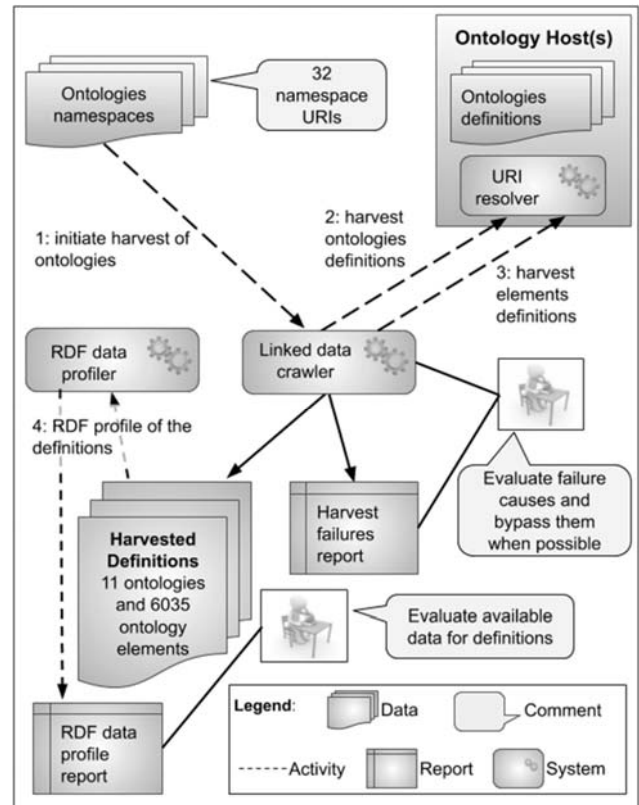 Ontology Host(s)
Ontologies
definitions
URI
resolver
Ontologies
namespaces
32
namespace
URIs
1: initiate harvest of
ontologies
2: harvest
ontologies
definitions
3: harvest
elements
definitions
RDF data
profiler
Linked data
crawler
4: RDF profile of the
definitions
Harvested
Definitions
11 ontologies
and 6035
ontology
elements
Harvest
failures
report
Evaluate failure
causes and
bypass them
when possible
Evaluate available
data for definitions
RDF data
profile
report
Legend:
Data
Comment
Activity
Report
System